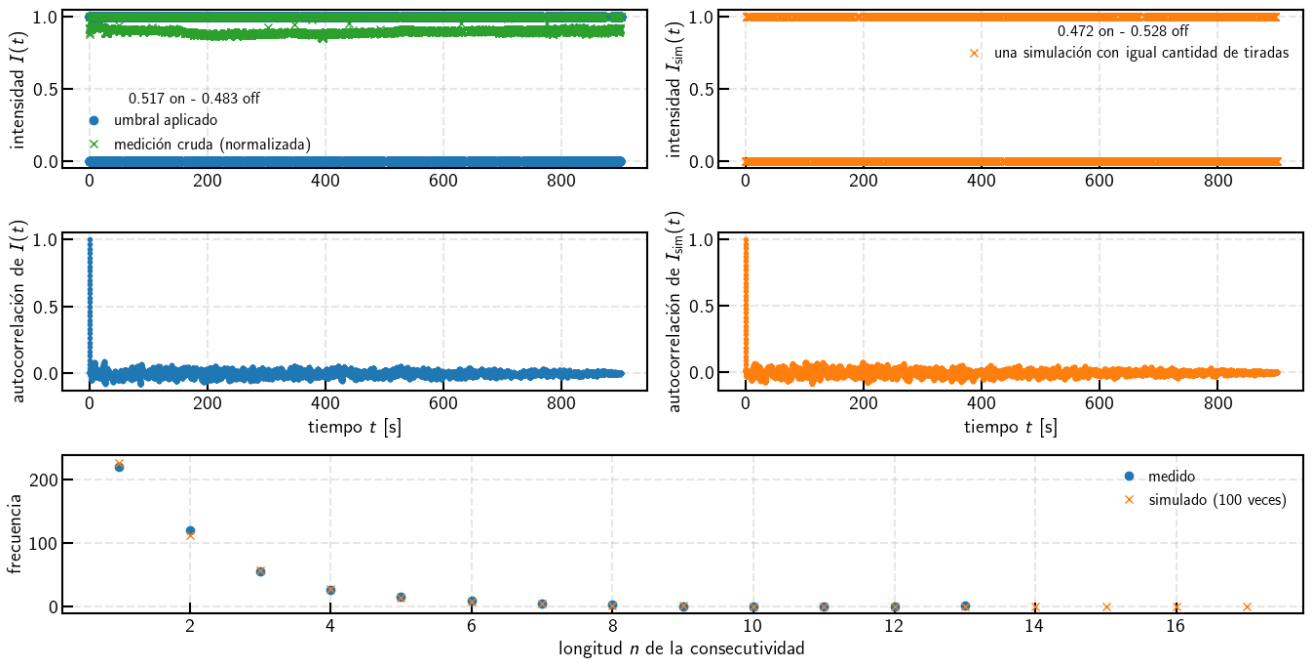 intensidad I(t)
1.0
0.5
0.0
0.517 on - 0.483 off
umbral aplicado
medición cruda (normalizada)
0 200 400 600 800
intensidad Isim(t)
1.0
0.5
0.0
0.472 on - 0.528 off
una simulación con igual cantidad de tiradas
0 200 400 600 800
autocorrelación de I(t)
1.0
0.5
0.0
0 200 400 600 800
tiempo t [s]
autocorrelación de Isim(t)
1.0
0.5
0.0
0 200 400 600 800
tiempo t [s]
frecuencia
200
100
0
medido
simulado (100 veces)
2 4 6 8 10 12 14 16
longitud n de la consecutividad